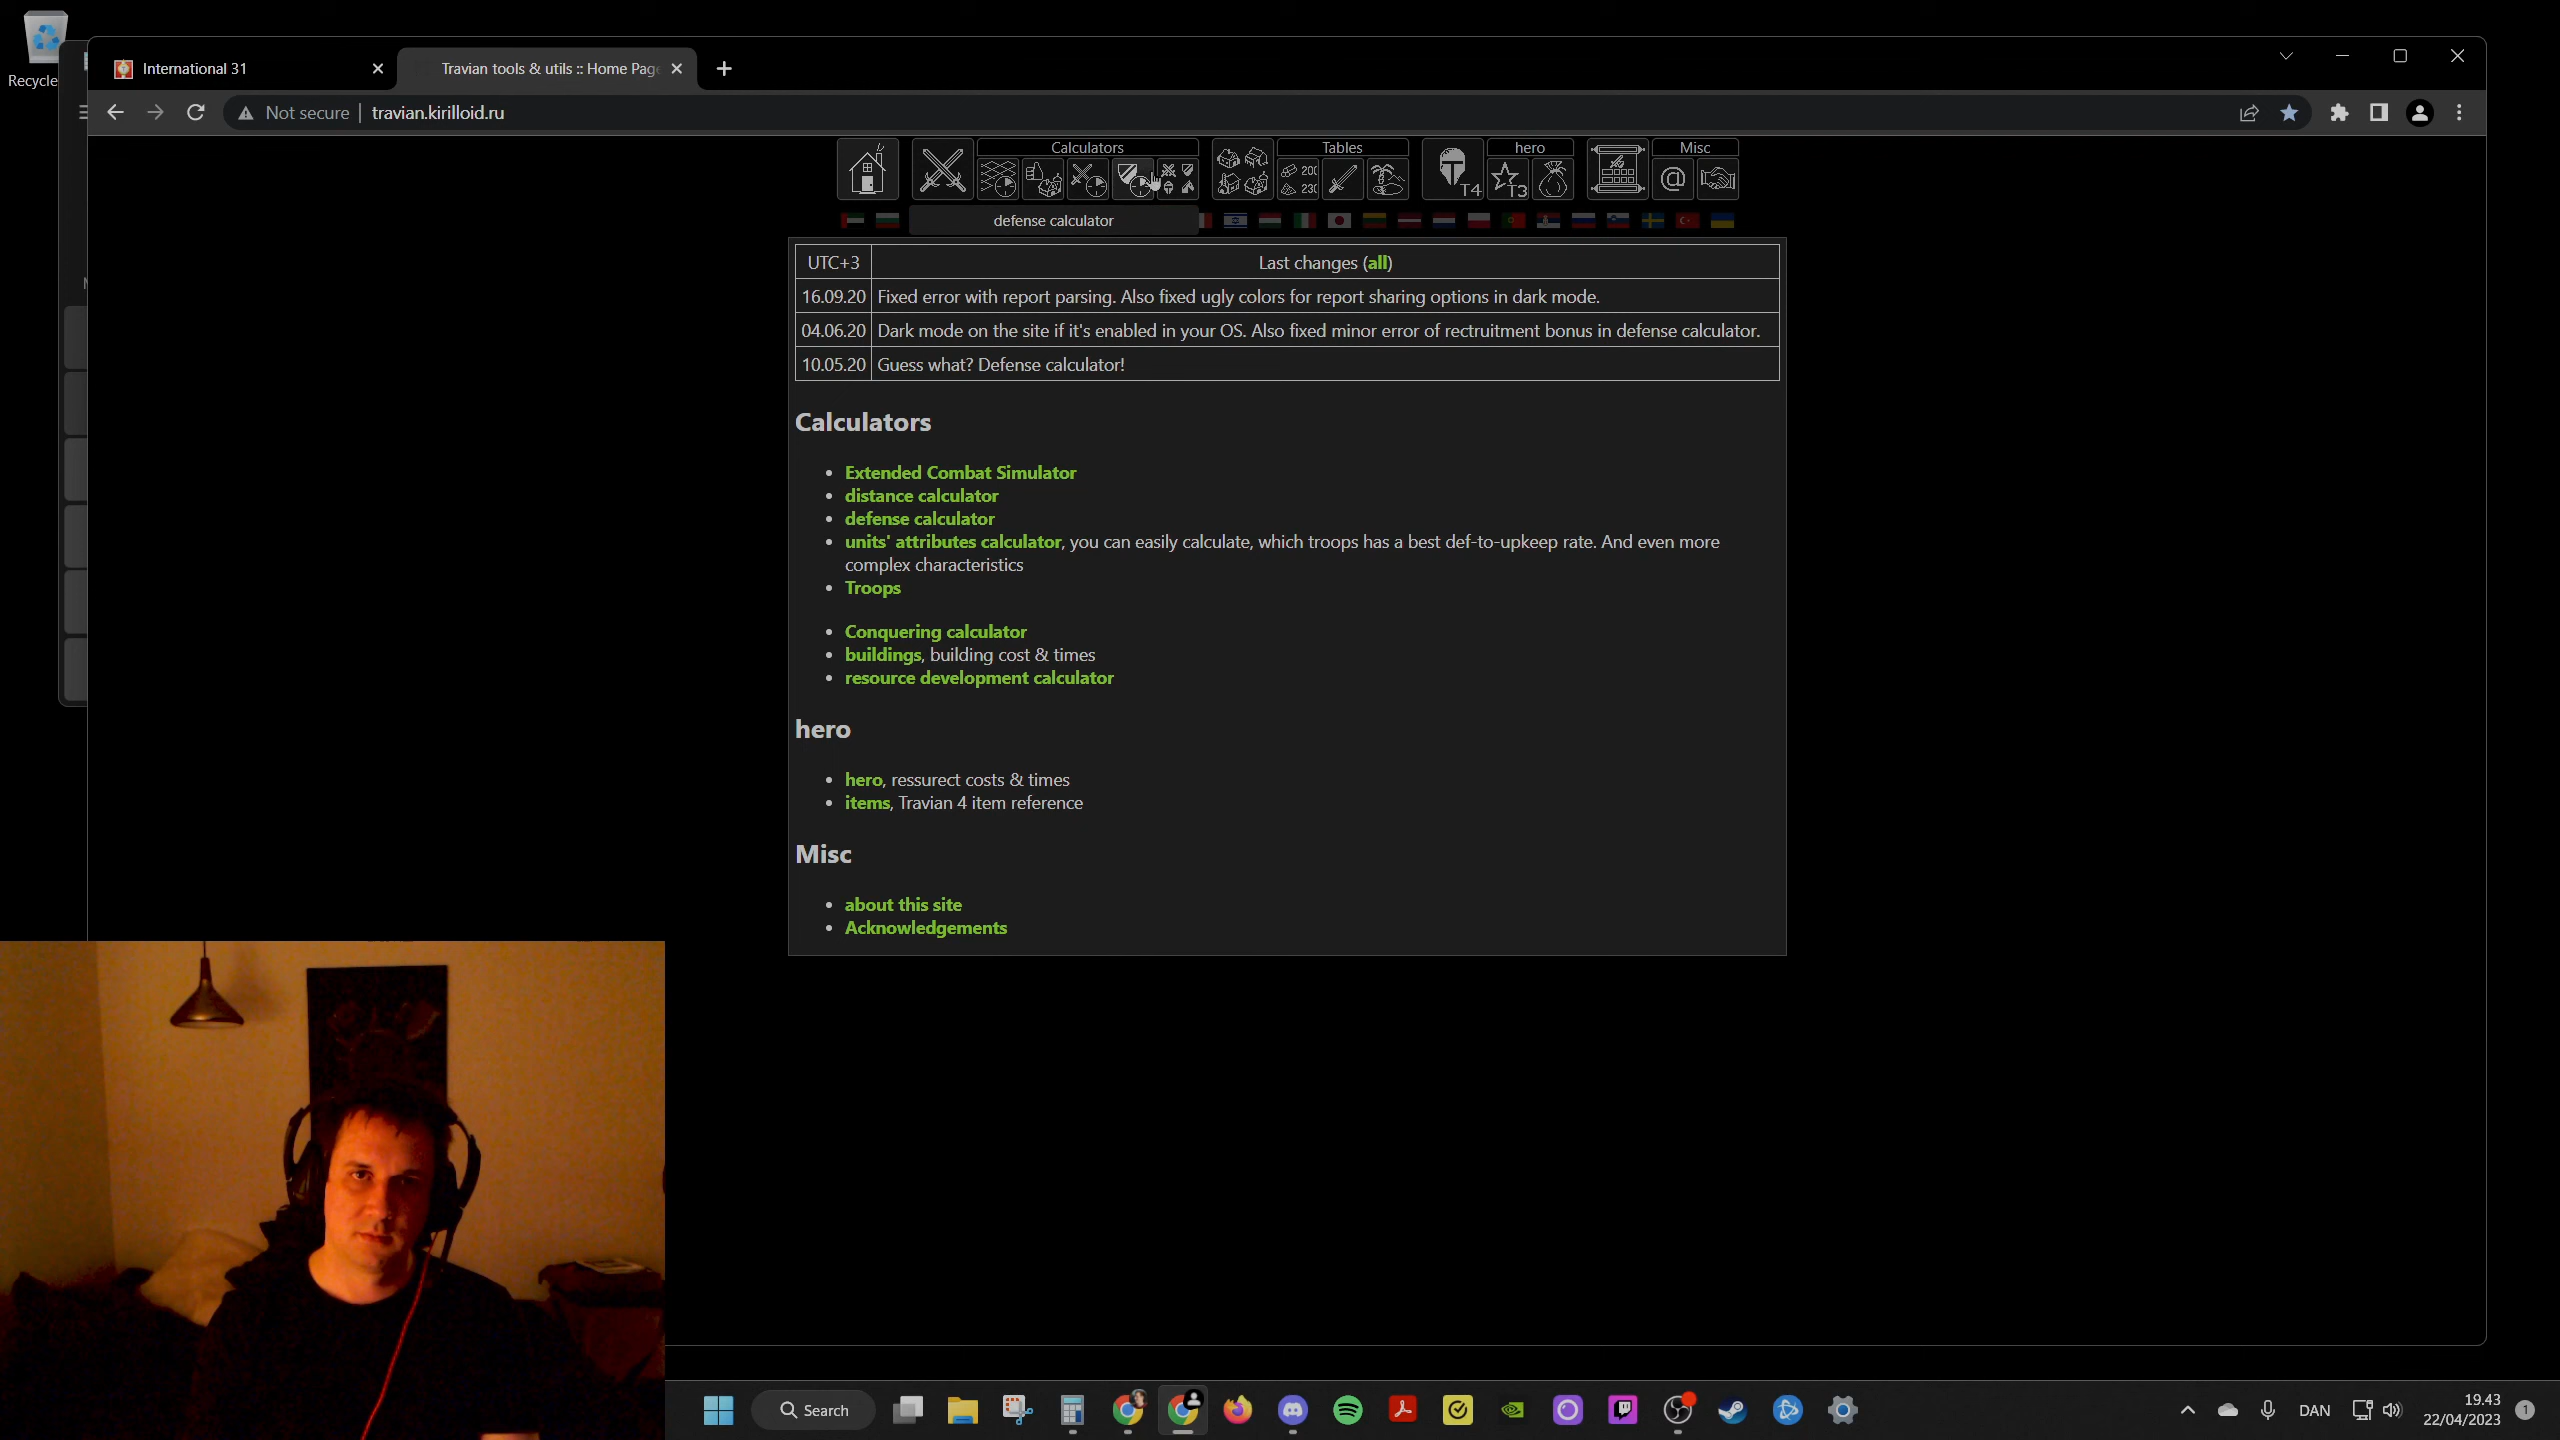 Recycle
International 31
Travian tools & utils :: Home Page
Not secure
travian.kirilloid.ru
Calculators
Tables
hero
Misc
200
230
T4
T3
defense calculator
UTC+3
Last changes (all)
16.09.20
Fixed error with report parsing. Also fixed ugly colors for report sharing options in dark mode.
04.06.20
Dark mode on the site if it's enabled in your OS. Also fixed minor error of rectruitment bonus in defense calculator.
10.05.20
Guess what? Defense calculator!
Calculators
Extended Combat Simulator
distance calculator
defense calculator
units' attributes calculator, you can easily calculate, which troops has a best def-to-upkeep rate. And even more
complex characteristics
Troops
Conquering calculator
buildings, building cost & times
resource development calculator
hero
hero, ressurect costs & times
items, Travian 4 item reference
Misc
about this site
Acknowledgements
Search
DAN
19.43
22/04/2023
1